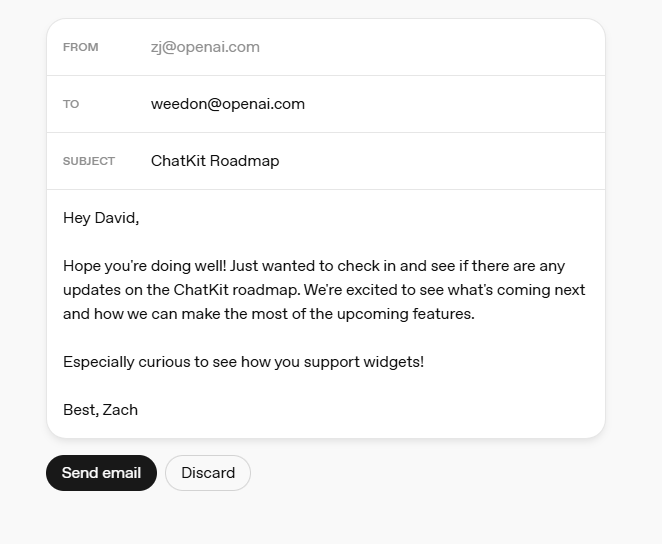 FROM zj@openai.com
TO weedon@openai.com
SUBJECT ChatKit Roadmap
Hey David,
Hope you're doing well! Just wanted to check in and see if there are any
updates on the ChatKit roadmap. We're excited to see what's coming next
and how we can make the most of the upcoming features.
Especially curious to see how you support widgets!
Best, Zach
Send email Discard